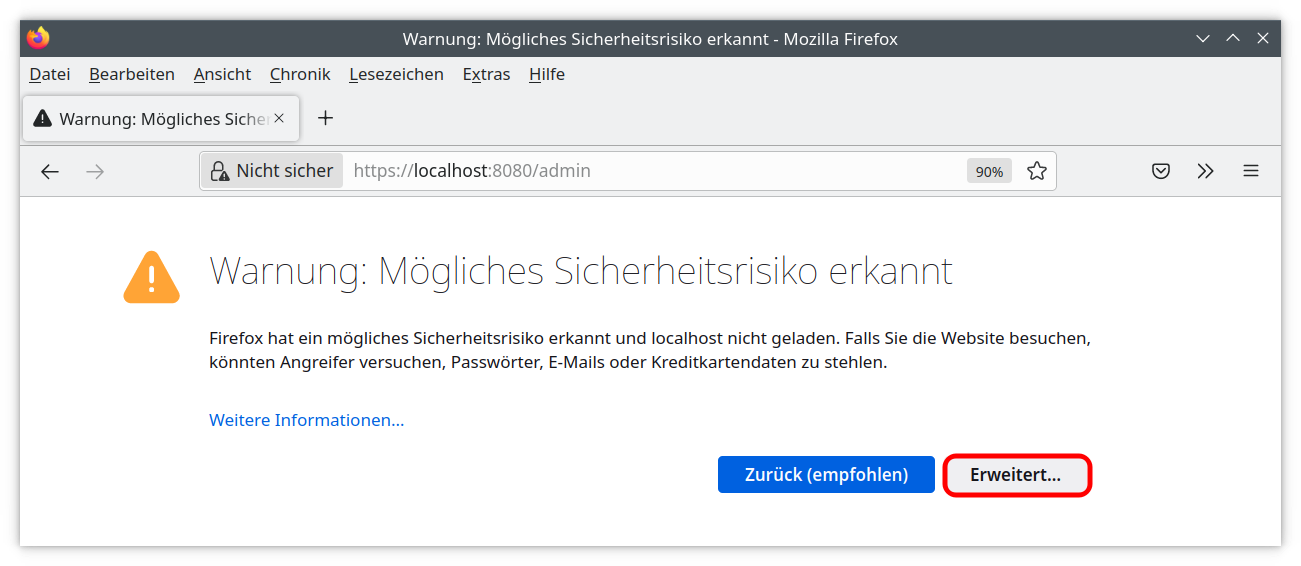 Warnung: Mögliches Sicherheitsrisiko erkannt - Mozilla Firefox
Datei Bearbeiten Ansicht Chronik Lesezeichen Extras Hilfe
Warnung: Mögliches Siche
Nicht sicher https://localhost:8080/admin 90%
Warnung: Mögliches Sicherheitsrisiko erkannt
Firefox hat ein mögliches Sicherheitsrisiko erkannt und localhost nicht geladen. Falls Sie die Website besuchen,
könnten Angreifer versuchen, Passwörter, E-Mails oder Kreditkartendaten zu stehlen.
Weitere Informationen…
Zurück (empfohlen) Erweitert…